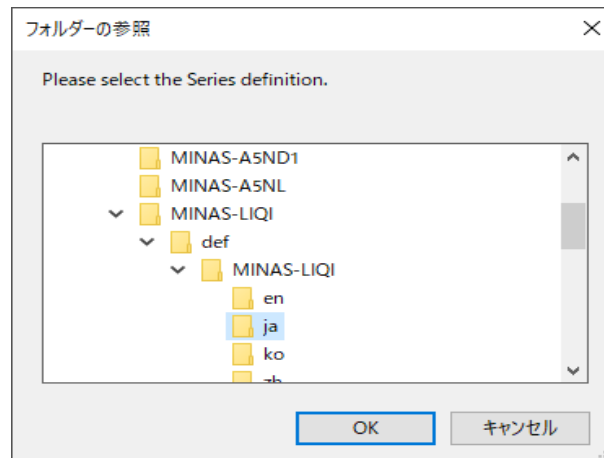 フォルダーの参照
Please select the Series definition.
MINAS-A5ND1
MINAS-A5NL
MINAS-LIQI
def
MINAS-LIQI
en
ja
ko
zh
OK
キャンセル